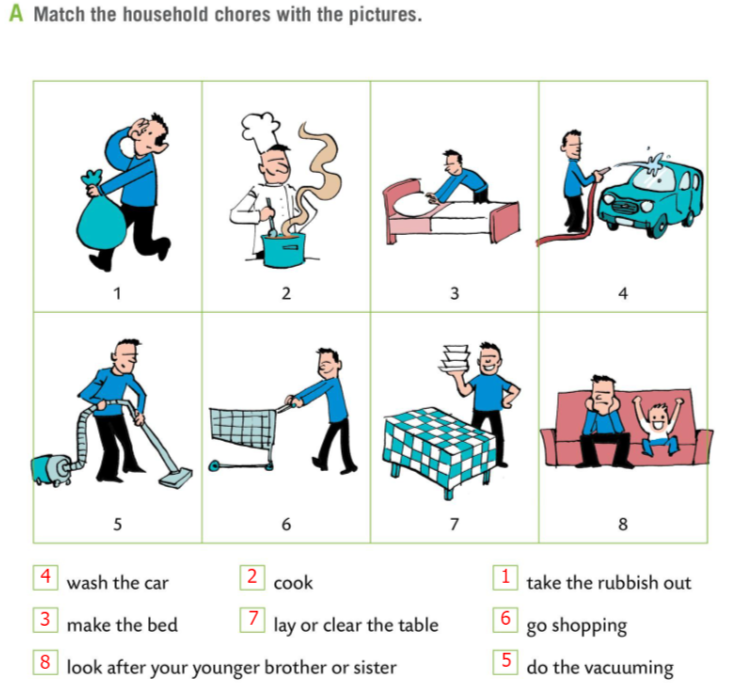 A Match the household chores with the pictures.
1 2 3 4
5 6 7 8
4 wash the car 2 cook 1 take the rubbish out
3 make the bed 7 lay or clear the table 6 go shopping
8 look after your younger brother or sister 5 do the vacuuming